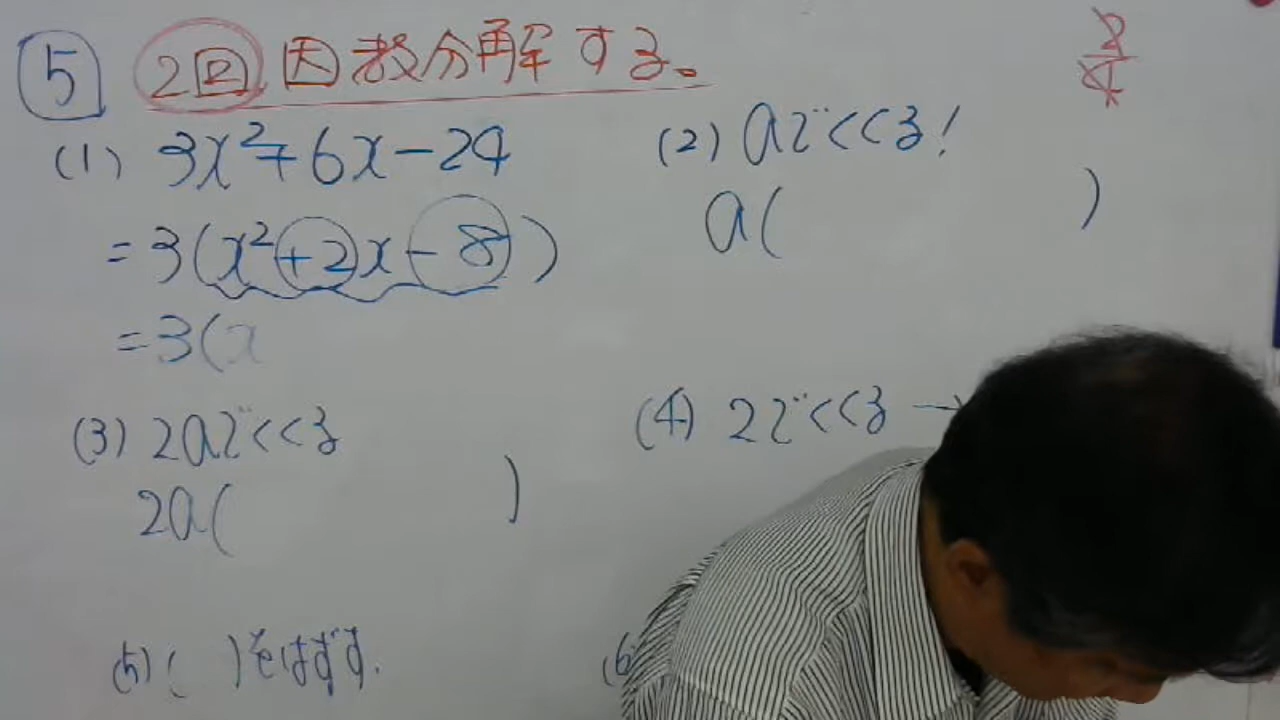 5 2回因数分解する。
2/4
(1) 3x²+6x-24
=3(x²+2x-8)
=3(x
(2) aでくくる!
a( )
(3) 2aでくくる
2a( )
(4) 2でくくる→
(5) ( )をはずす.
(6